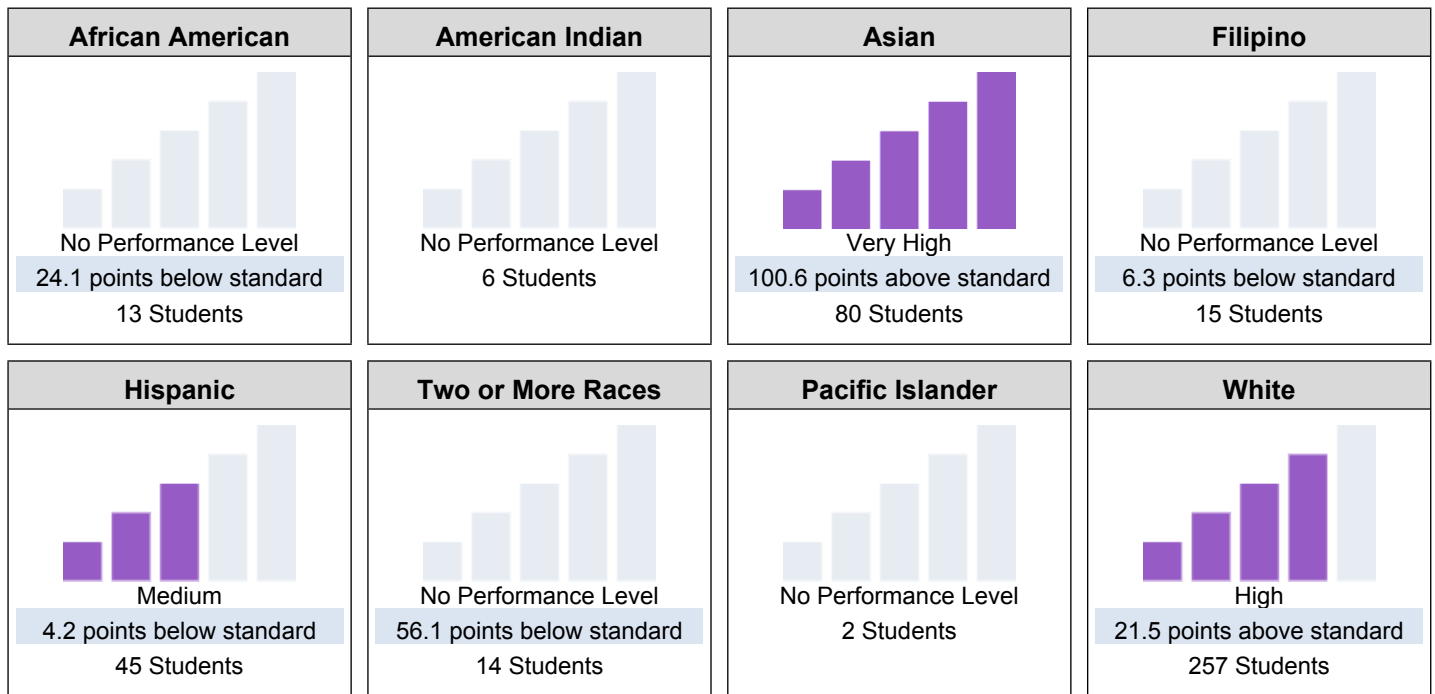 African American
No Performance Level
24.1 points below standard
13 Students
American Indian
No Performance Level
6 Students
Asian
Very High
100.6 points above standard
80 Students
Filipino
No Performance Level
6.3 points below standard
15 Students
Hispanic
Medium
4.2 points below standard
45 Students
Two or More Races
No Performance Level
56.1 points below standard
14 Students
Pacific Islander
No Performance Level
2 Students
White
High
21.5 points above standard
257 Students